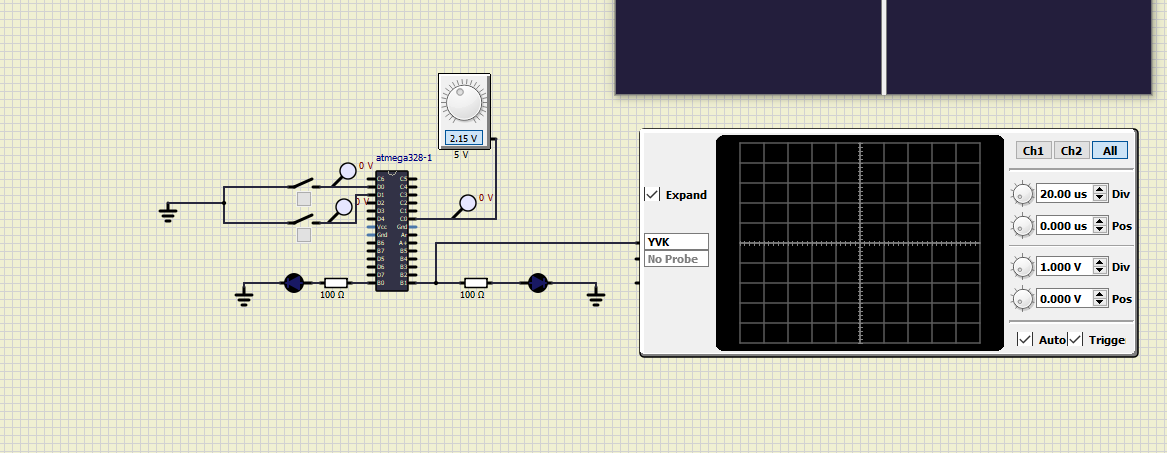 2.15 V
5 V
atmega328-1
0 V
0 V
0 V
C6
D0
D1
D2
D3
D4
Vcc
Gnd
B6
B7
D5
D6
D7
B0
C5
C4
C3
C2
C1
C0
Gnd
Ar
A+
B5
B4
B3
B2
B1
100 Ω
100 Ω
Expand
YVK
No Probe
Ch1
Ch2
All
20.00 us
Div
0.000 us
Pos
1.000 V
Div
0.000 V
Pos
Auto
Trigge